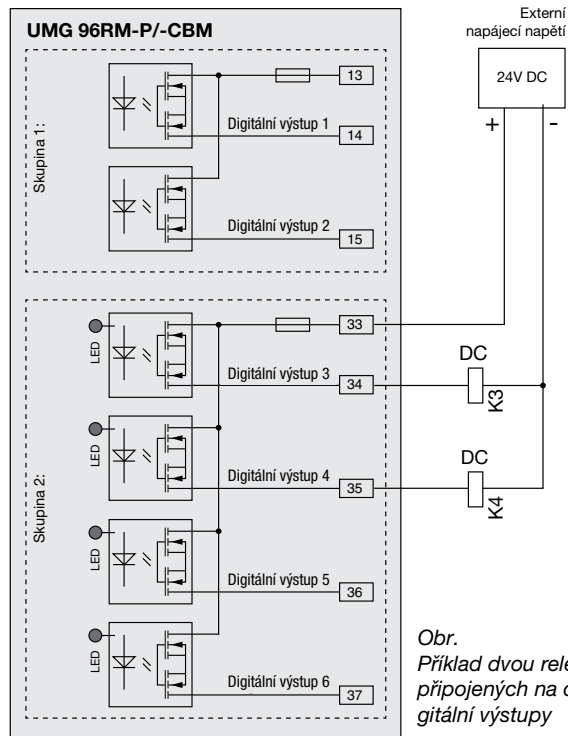 UMG 96RM-P/-CBM
Externí
napájecí napětí
24V DC
+ -
Skupina 1:
13
Digitální výstup 1
14
Digitální výstup 2
15
Skupina 2:
LED
33
Digitální výstup 3
34
DC
K3
LED
Digitální výstup 4
35
DC
K4
LED
Digitální výstup 5
36
LED
Digitální výstup 6
37
Obr.
Příklad dvou relé
připojených na
gitální výstupy